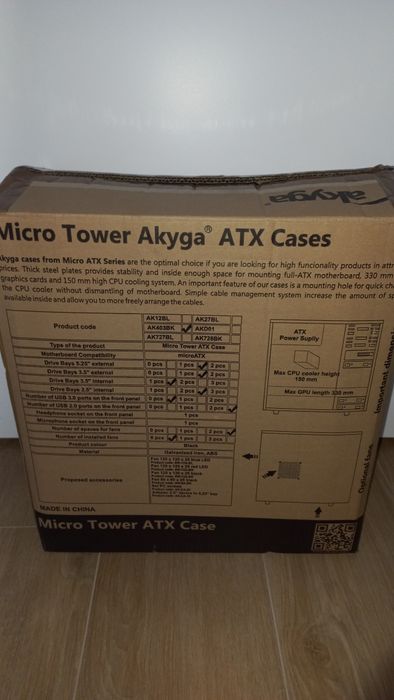 akyga
Micro Tower Akyga® ATX Cases
Akyga cases from Micro ATX Series are the optimal choice if you are looking for high funcionality products in attr
prices. Thick steel plates provides stability and inside enough space for mounting full-ATX motherboard, 330 mm
graphics cards and 150 mm high CPU cooling system. An important feature of our cases is a mounting hole for quick ch
the CPU cooler without dismantling of motherboard. Simple cable management system increase the amount of s
available inside and allow you to more freely arrange the cables.
Product code
AK12BL AK27BL
AK403BK AKD01
AK727BL AK726BK
Type of the product Micro Tower ATX Case
Motherboard Compatibility microATX
Drive Bays 5.25" external 0 pcs 1 pcs 2 pcs
Drive Bays 3.5" external 0 pcs 1 pcs 2 pcs
Drive Bays 3.5" internal 1 pcs 2 pcs 3 pcs
Drive Bays 2.5" internal 1 pcs 2 pcs 3 pcs
Number of USB 3.0 ports on the front panel 0 pcs 1 pcs 2 pcs
Number of USB 2.0 ports on the front panel 0 pcs 1 pcs 2 pcs
Headphone socket on the front panel 1 pcs
Microphone socket on the front panel 1 pcs
Number of spaces for fans 0 pcs 1 pcs 2 pcs
Number of installed fans 0 pcs 1 pcs 2 pcs
Product colour Black
Material Galvanised iron, ABS
Proposed accessories
ATX
Power Suplly
Max CPU cooler height
150 mm
Max GPU length 330 mm
Important dimensi
Optional fans
MADE IN CHINA
Micro Tower ATX Case